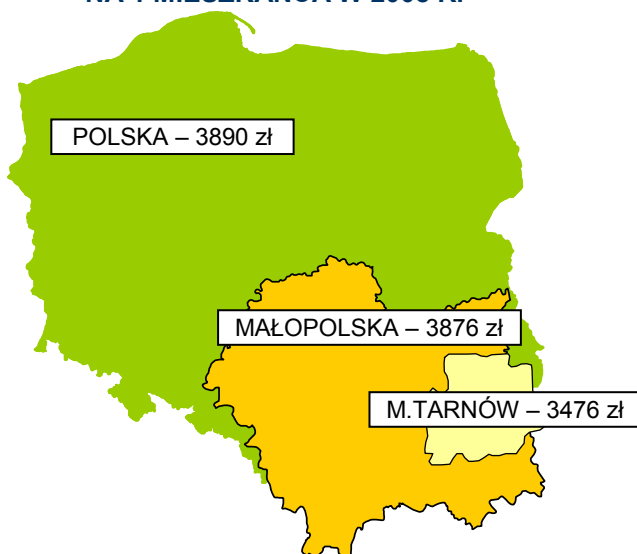 POLSKA – 3890 zł
MAŁOPOLSKA – 3876 zł
M.TARNÓW – 3476 zł